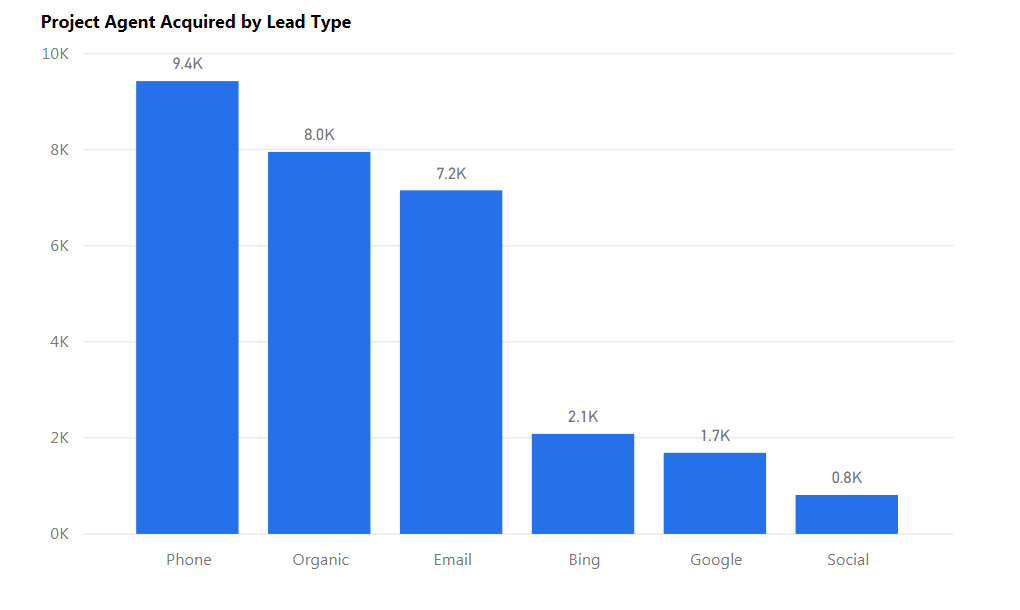 Project Agent Acquired by Lead Type
10K
9.4K
8.0K
8K
7.2K
6K
4K
2.1K
2K
1.7K
0.8K
0K
Phone Organic Email Bing Google Social